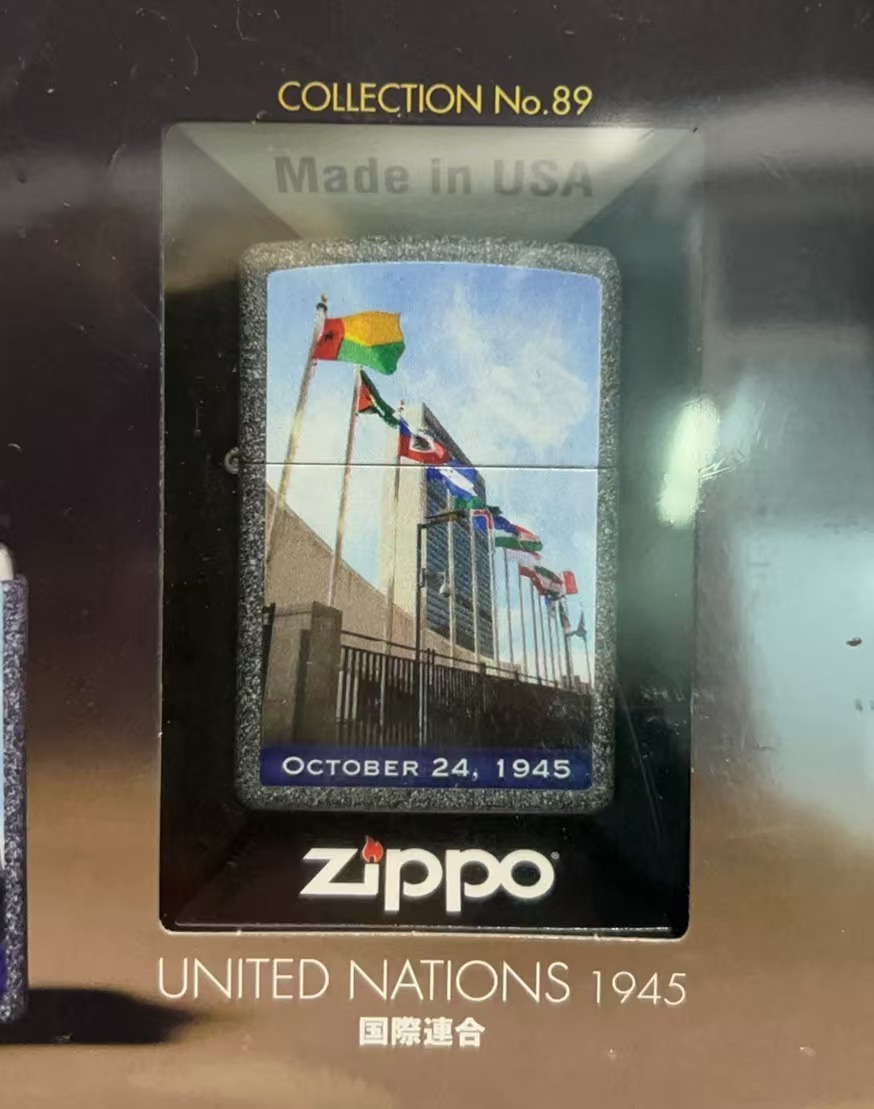 COLLECTION No.89
Made in USA
OCTOBER 24, 1945
zippo
UNITED NATIONS 1945
国際連合